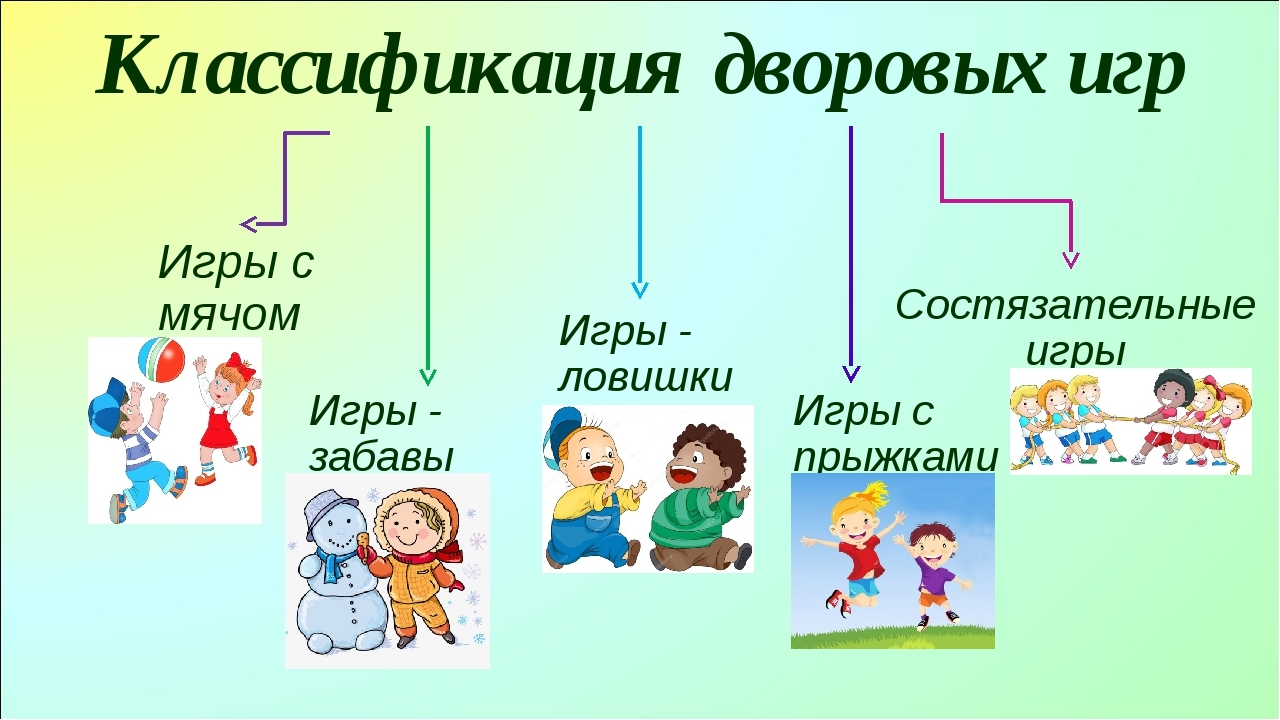 Классификация дворовых игр
Игры с
мячом
Игры -
забавы
Игры -
ловишки
Игры с
прыжками
Состязательные
игры